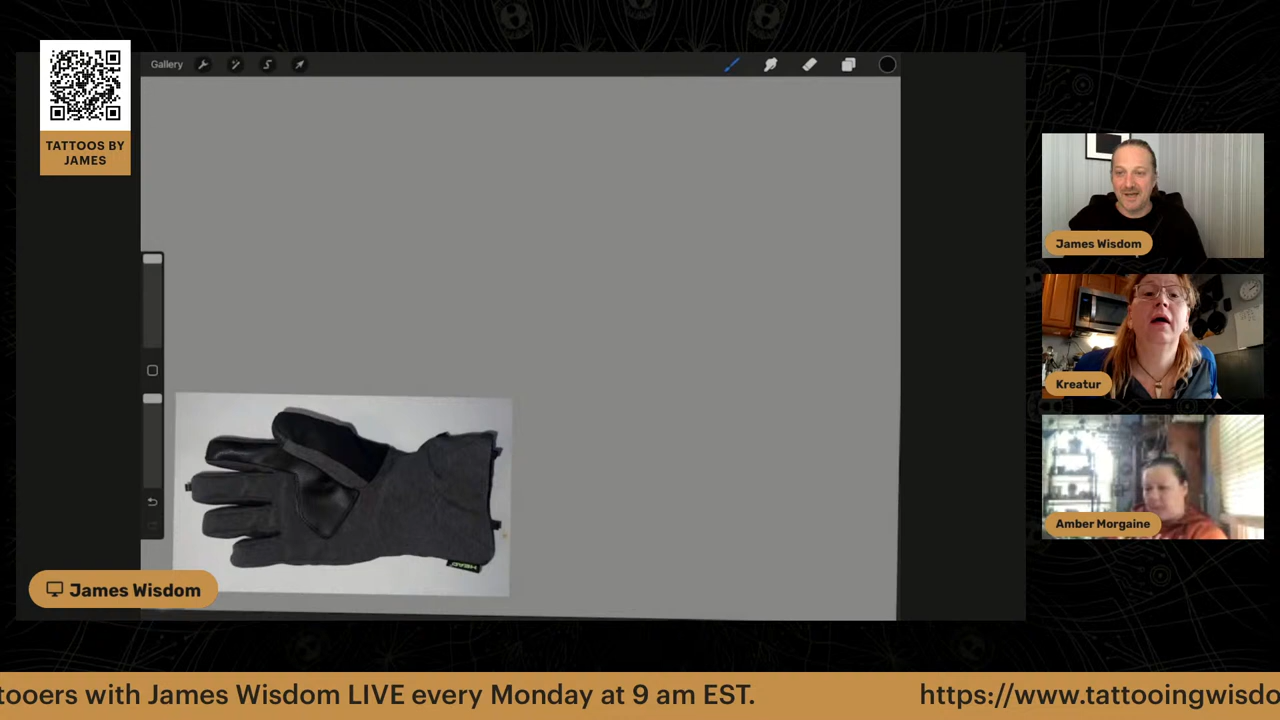 Gallery
TATTOOS BY
JAMES
James Wisdom
Kreatur
Amber Morgaine
HEAD
James Wisdom
tooers with James Wisdom LIVE every Monday at 9 am EST.
https://www.tattooingwisdo